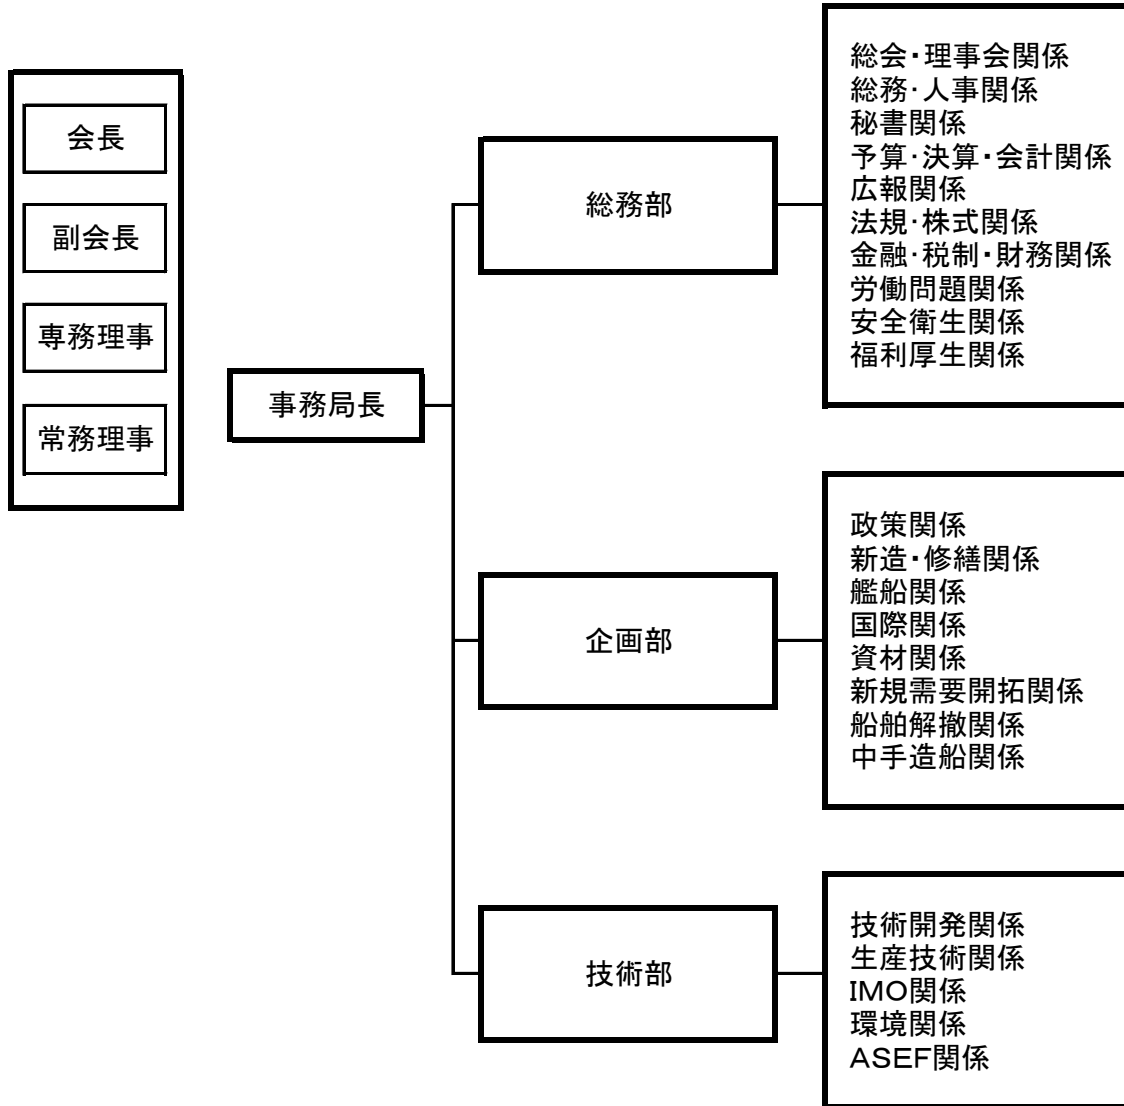 会長
副会長
専務理事
常務理事
事務局長
総務部
総会・理事会関係
総務・人事関係
秘書関係
予算・決算・会計関係
広報関係
法規・株式関係
金融・税制・財務関係
労働問題関係
安全衛生関係
福利厚生関係
企画部
政策関係
新造・修繕関係
艦船関係
国際関係
資材関係
新規需要開拓関係
船舶解撤関係
中手造船関係
技術部
技術開発関係
生産技術関係
IMO関係
環境関係
ASEF関係